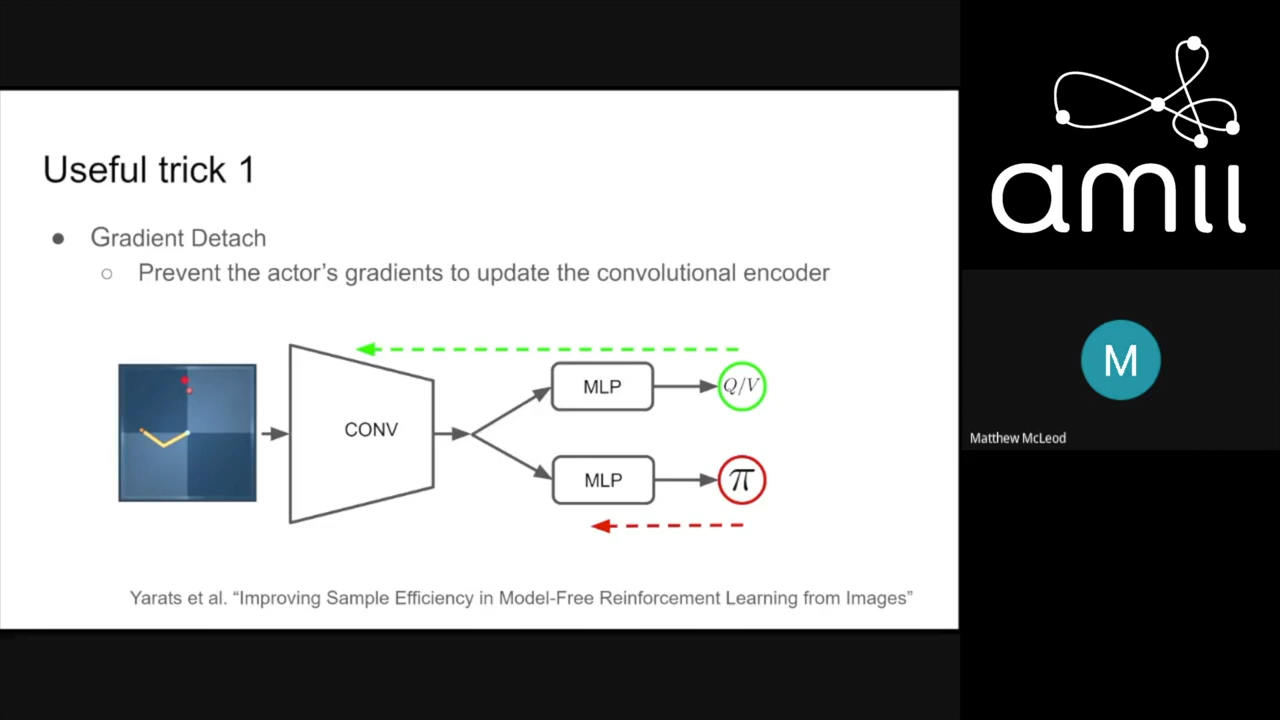 Useful trick 1
● Gradient Detach
○ Prevent the actor's gradients to update the convolutional encoder
CONV
MLP
Q/V
MLP
π
Yarats et al. “Improving Sample Efficiency in Model-Free Reinforcement Learning from Images”
amii
M
Matthew McLeod